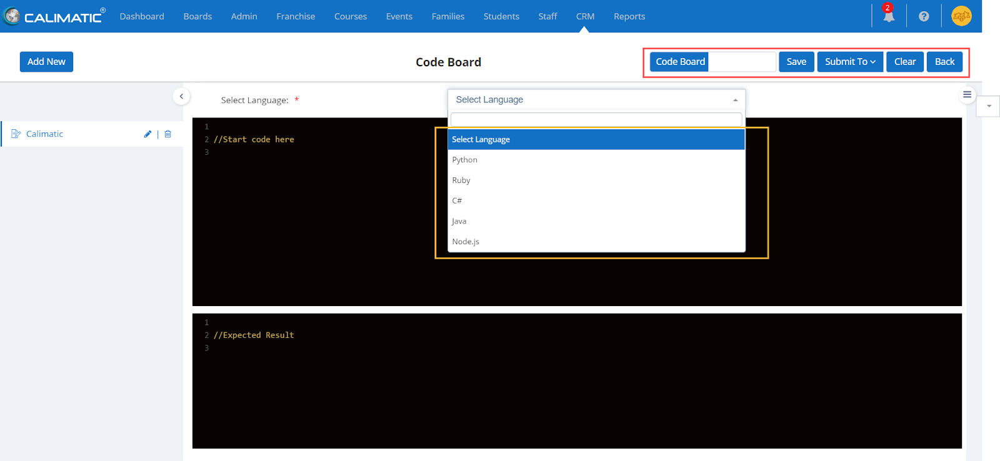 CALIMATIC® Dashboard Boards Admin Franchise Courses Events Families Students Staff CRM Reports 2 ?
Add New Code Board Code Board Save Submit To Clear Back
Select Language: * Select Language
Calimatic |
1
2 //Start code here
3
Select Language
Python
Ruby
C#
Java
Node.js
1
2 //Expected Result
3